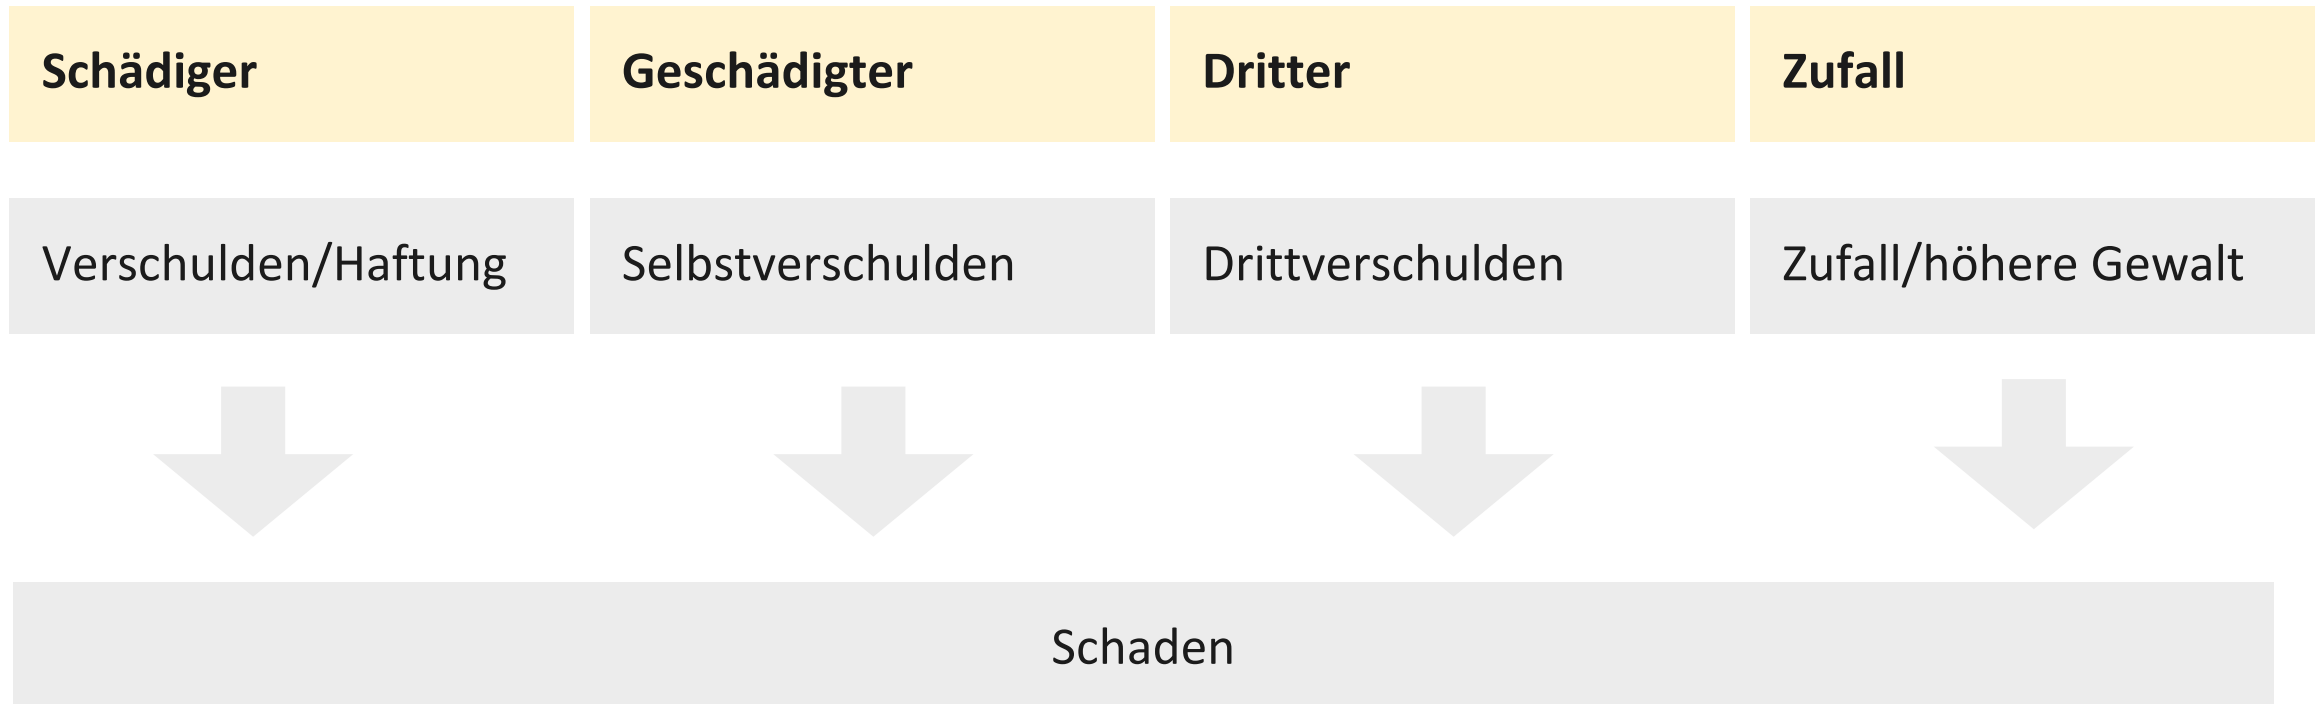 Schädiger
Geschädigter
Dritter
Zufall
Verschulden/Haftung
Selbstverschulden
Drittverschulden
Zufall/höhere Gewalt
Schaden